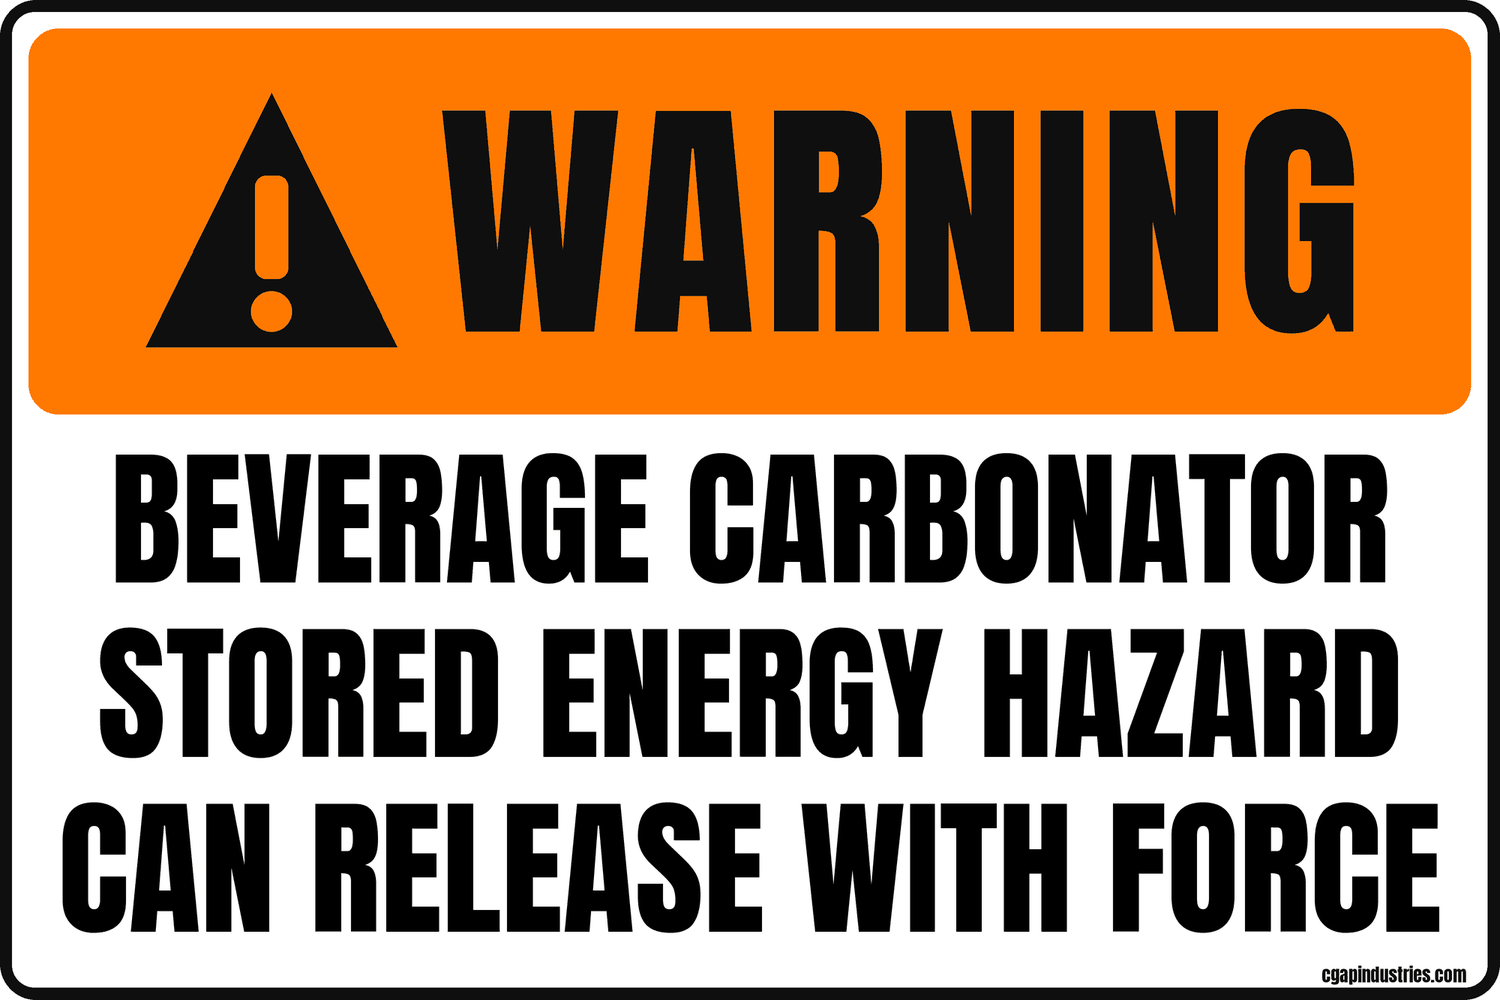 WARNING
BEVERAGE CARBONATOR
STORED ENERGY HAZARD
CAN RELEASE WITH FORCE
cgapindustries.com